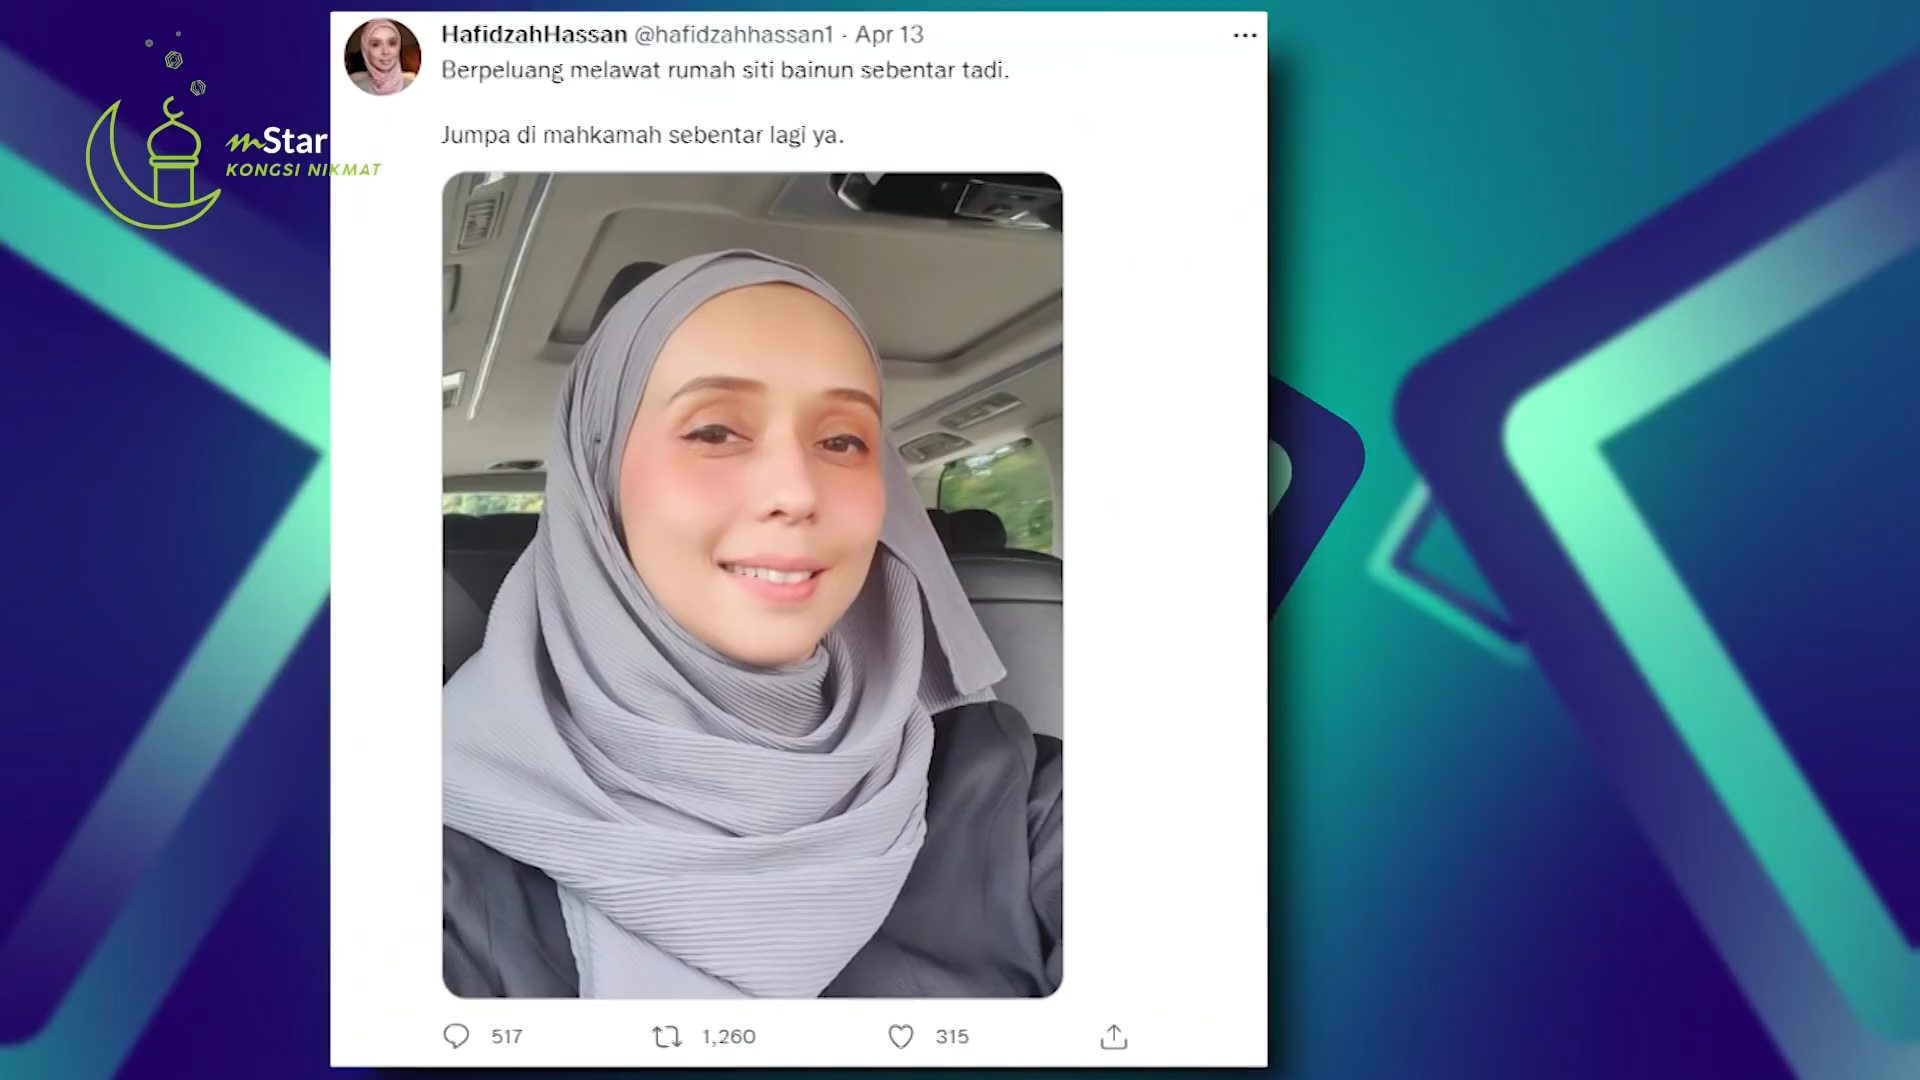 HafidzahHassan @hafidzahhassan1 · Apr 13
Berpeluang melawat rumah siti bainun sebentar tadi.
Jumpa di mahkamah sebentar lagi ya.
mStar
KONGSI NIKMAT
517 1,260 315